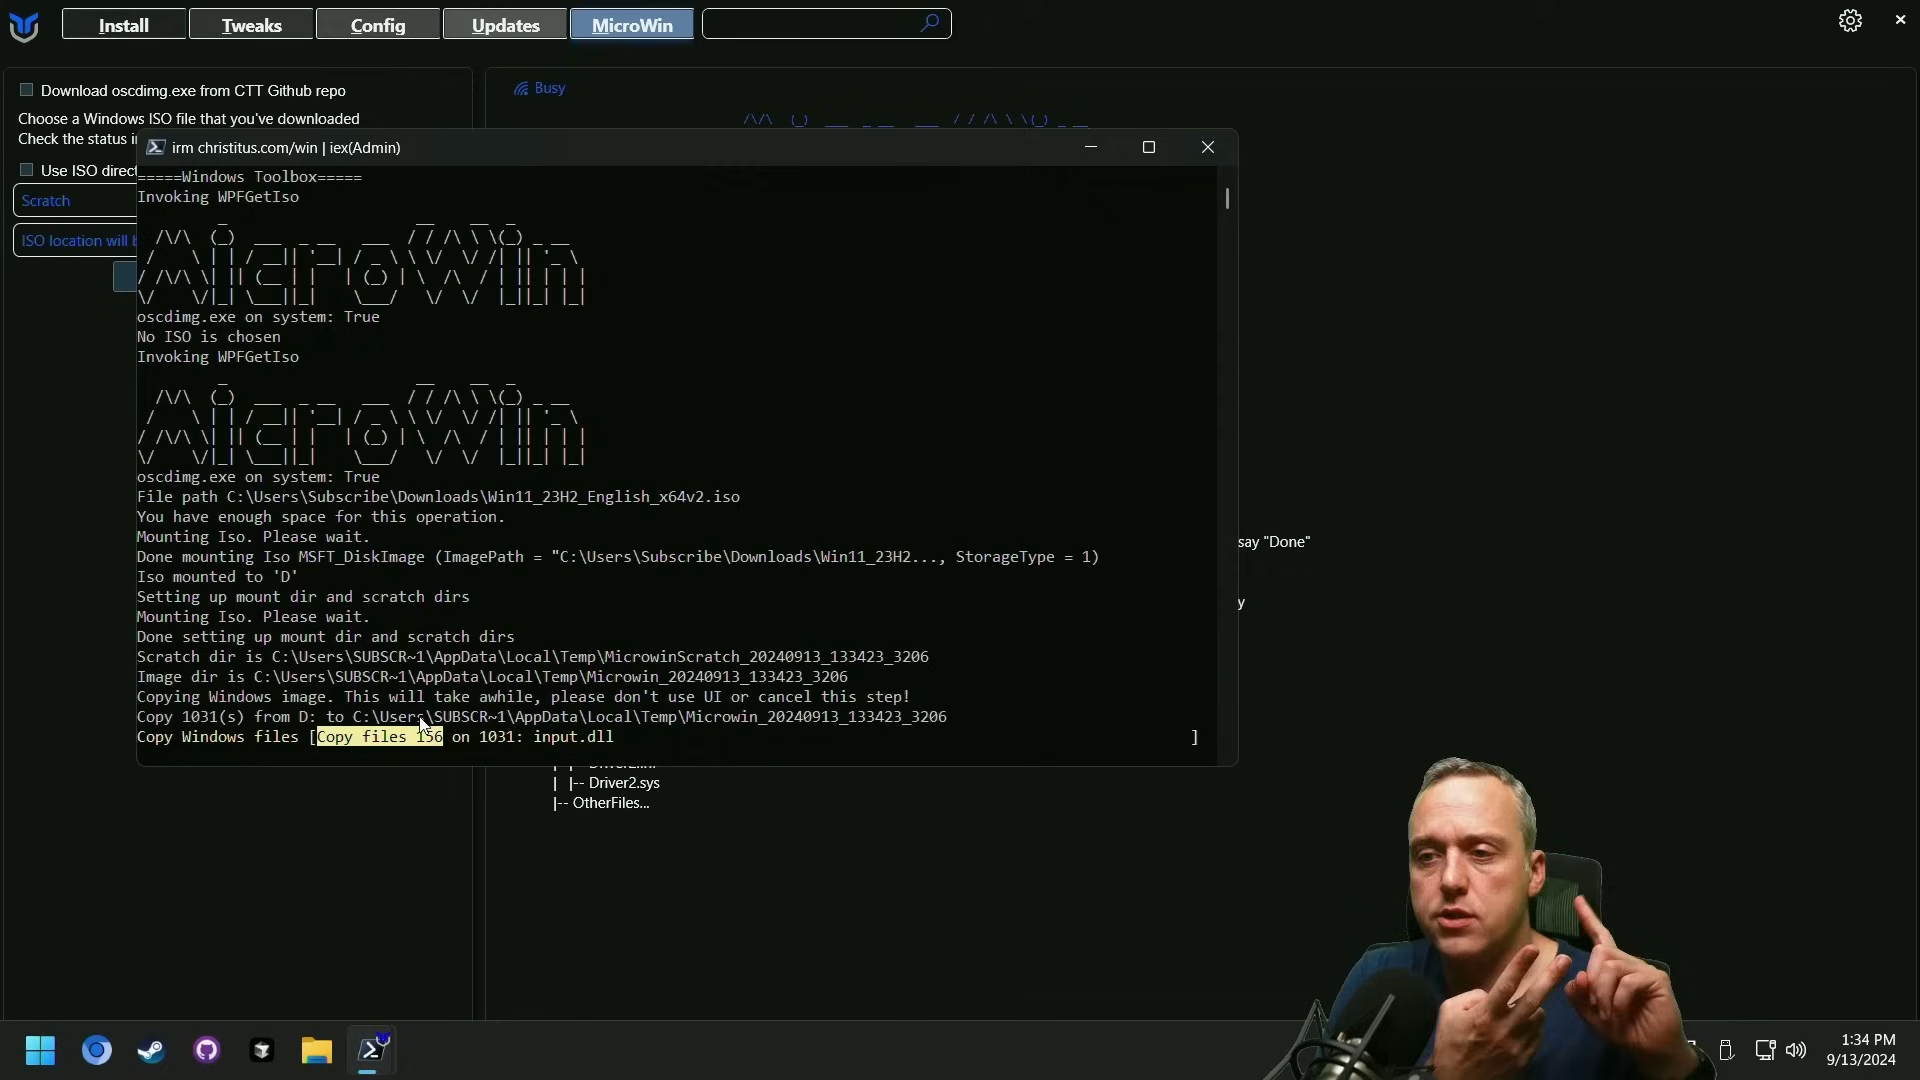 Install
Tweaks
Config
Updates
MicroWin
Download oscdimg.exe from CTT Github repo
Choose a Windows ISO file that you've downloaded
Check the status i
Use ISO direct
Scratch
ISO location will b
Busy
irm christitus.com/win | iex(Admin)
=====Windows Toolbox=====
Invoking WPFGetIso
MicroWin
oscdimg.exe on system: True
No ISO is chosen
Invoking WPFGetIso
MicroWin
oscdimg.exe on system: True
File path C:\Users\Subscribe\Downloads\Win11_23H2_English_x64v2.iso
You have enough space for this operation.
Mounting Iso. Please wait.
Done mounting Iso MSFT_DiskImage (ImagePath = "C:\Users\Subscribe\Downloads\Win11_23H2..., StorageType = 1)
Iso mounted to 'D'
Setting up mount dir and scratch dirs
Mounting Iso. Please wait.
Done setting up mount dir and scratch dirs
Scratch dir is C:\Users\SUBSCR~1\AppData\Local\Temp\MicrowinScratch_20240913_133423_3206
Image dir is C:\Users\SUBSCR~1\AppData\Local\Temp\Microwin_20240913_133423_3206
Copying Windows image. This will take awhile, please don't use UI or cancel this step!
Copy 1031(s) from D: to C:\Users\SUBSCR~1\AppData\Local\Temp\Microwin_20240913_133423_3206
Copy Windows files [Copy files 156 on 1031: input.dll ]
say "Done"
y
| |-- Driver2.sys
|-- OtherFiles...
1:34 PM
9/13/2024